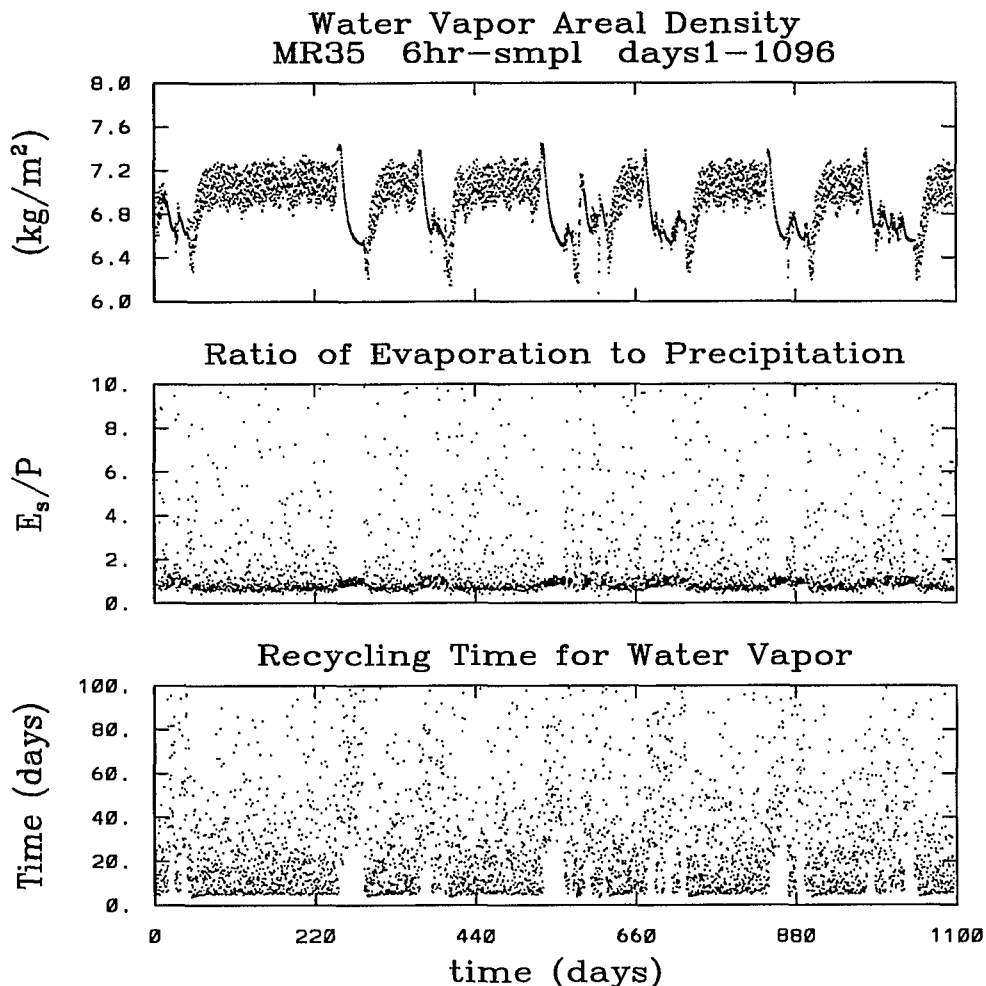 Water Vapor Areal Density
MR35 6hr-smpl days1-1096
(kg/m²)
8.0
7.6
7.2
6.8
6.4
6.0
Ratio of Evaporation to Precipitation
Eₛ/P
10.
8.
6.
4.
2.
0.
Recycling Time for Water Vapor
Time (days)
100.
80.
60.
40.
20.
0.
0 220 440 660 880 1100
time (days)